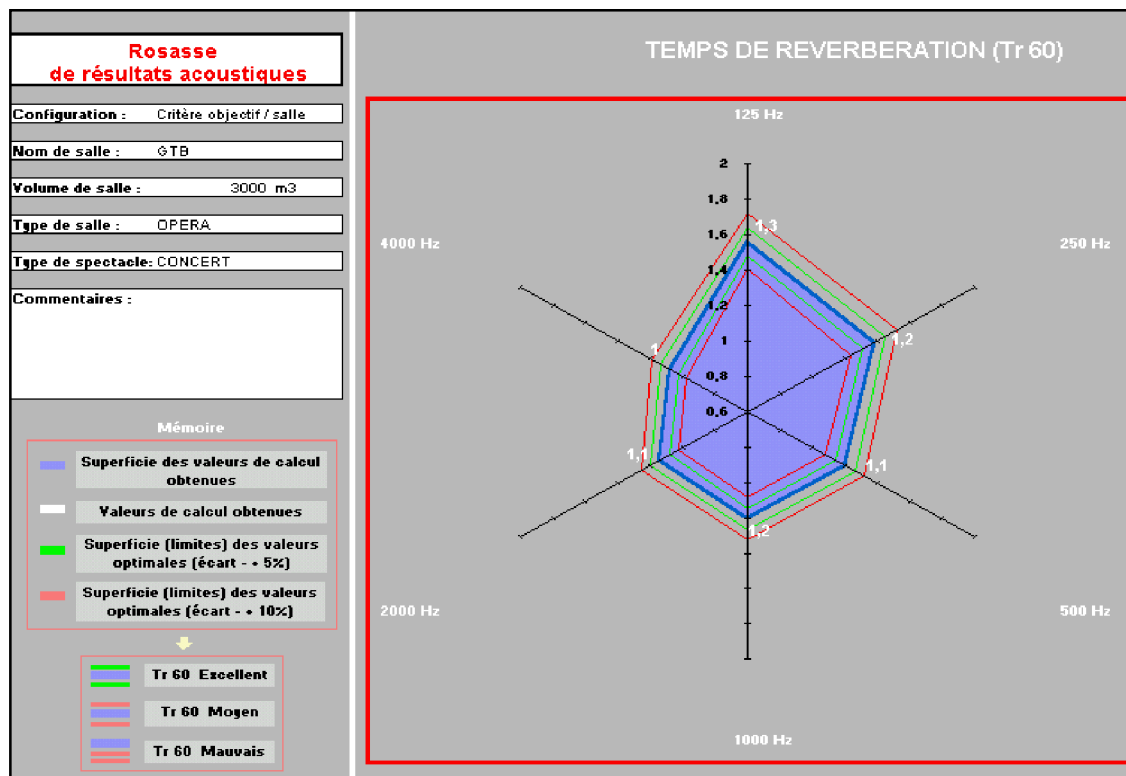 Rosasse
de résultats acoustiques
Configuration : Critère objectif / salle
Nom de salle : GTB
Volume de salle : 3000 m3
Type de salle : OPERA
Type de spectacle: CONCERT
Commentaires :
Mémoire
Superficie des valeurs de calcul
obtenues
Valeurs de calcul obtenues
Superficie (limites) des valeurs
optimales (écart - + 5%)
Superficie (limites) des valeurs
optimales (écart - + 10%)
Tr 60 Excellent
Tr 60 Moyen
Tr 60 Mauvais
TEMPS DE REVERBERATION (Tr 60)
125 Hz
2
1,8
1,3
1,6
4000 Hz
250 Hz
1,4
1,2
1
1,2
1
0,8
0,6
1,1
1,1
1,2
2000 Hz
500 Hz
1000 Hz